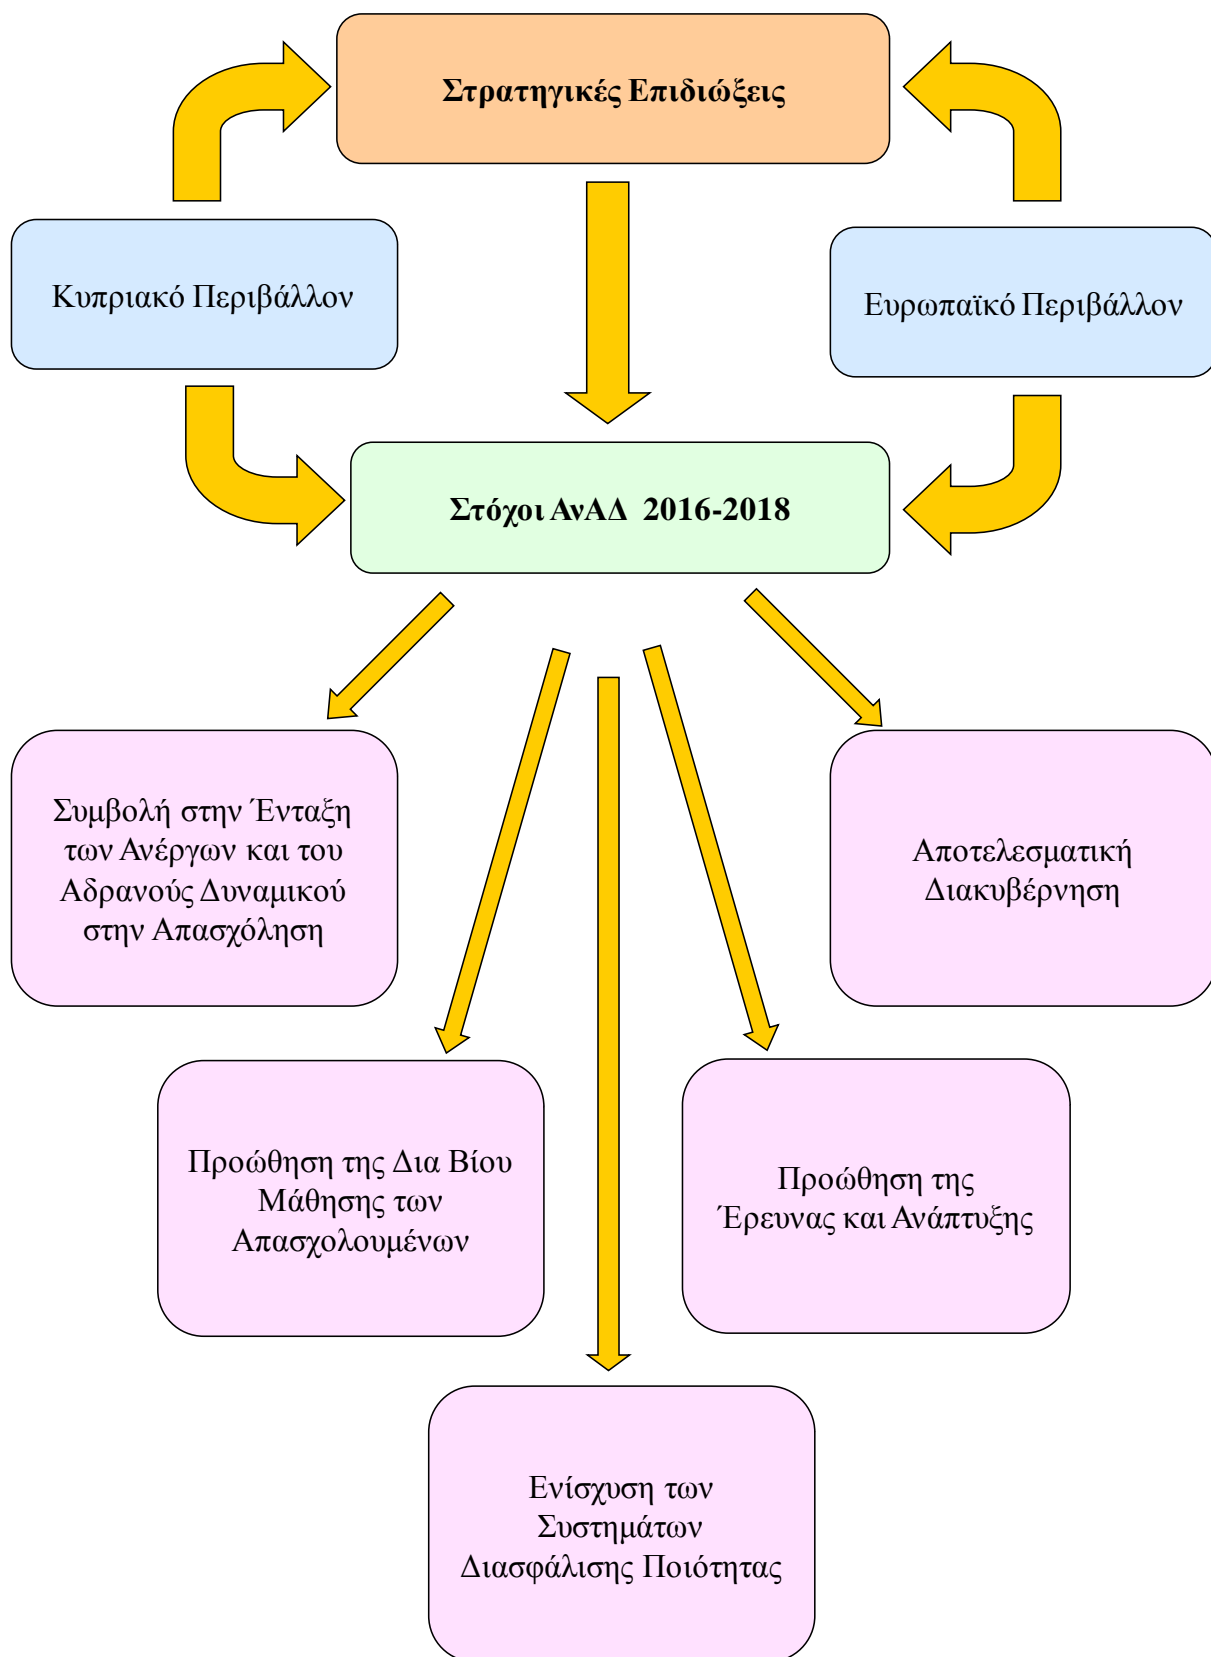 Στρατηγικές Επιδιώξεις
Κυπριακό Περιβάλλον
Ευρωπαϊκό Περιβάλλον
Στόχοι ΑνΑΔ 2016-2018
Συμβολή στην Ένταξη
των Ανέργων και του
Αδρανούς Δυναμικού
στην Απασχόληση
Αποτελεσματική
Διακυβέρνηση
Προώθηση της Δια Βίου
Μάθησης των
Απασχολουμένων
Προώθηση της
Έρευνας και Ανάπτυξης
Ενίσχυση των
Συστημάτων
Διασφάλισης Ποιότητας